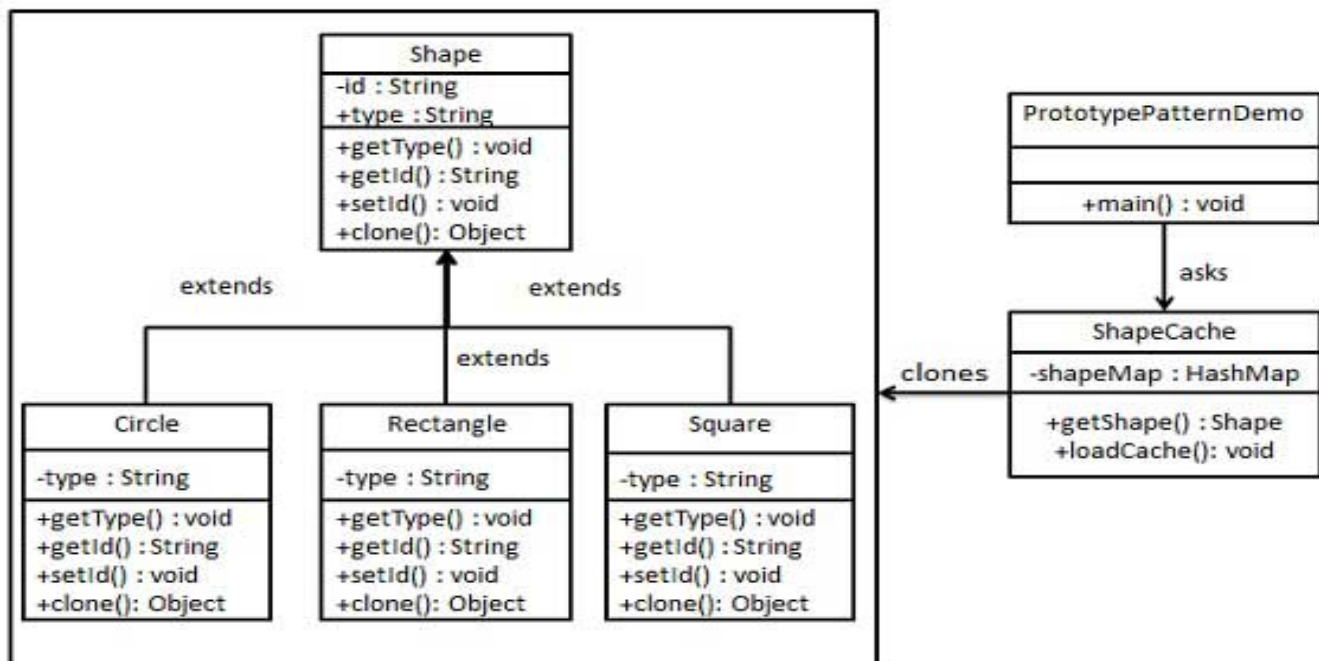 Shape
-id : String
+type : String
+getType() : void
+getId() : String
+setId() : void
+clone(): Object
extends
extends
extends
Circle
-type : String
+getType() : void
+getId() : String
+setId() : void
+clone(): Object
Rectangle
-type : String
+getType() : void
+getId() : String
+setId() : void
+clone(): Object
Square
-type : String
+getType() : void
+getId() : String
+setId() : void
+clone(): Object
PrototypePatternDemo
+main() : void
asks
ShapeCache
-shapeMap : HashMap
+getShape() : Shape
+loadCache(): void
clones